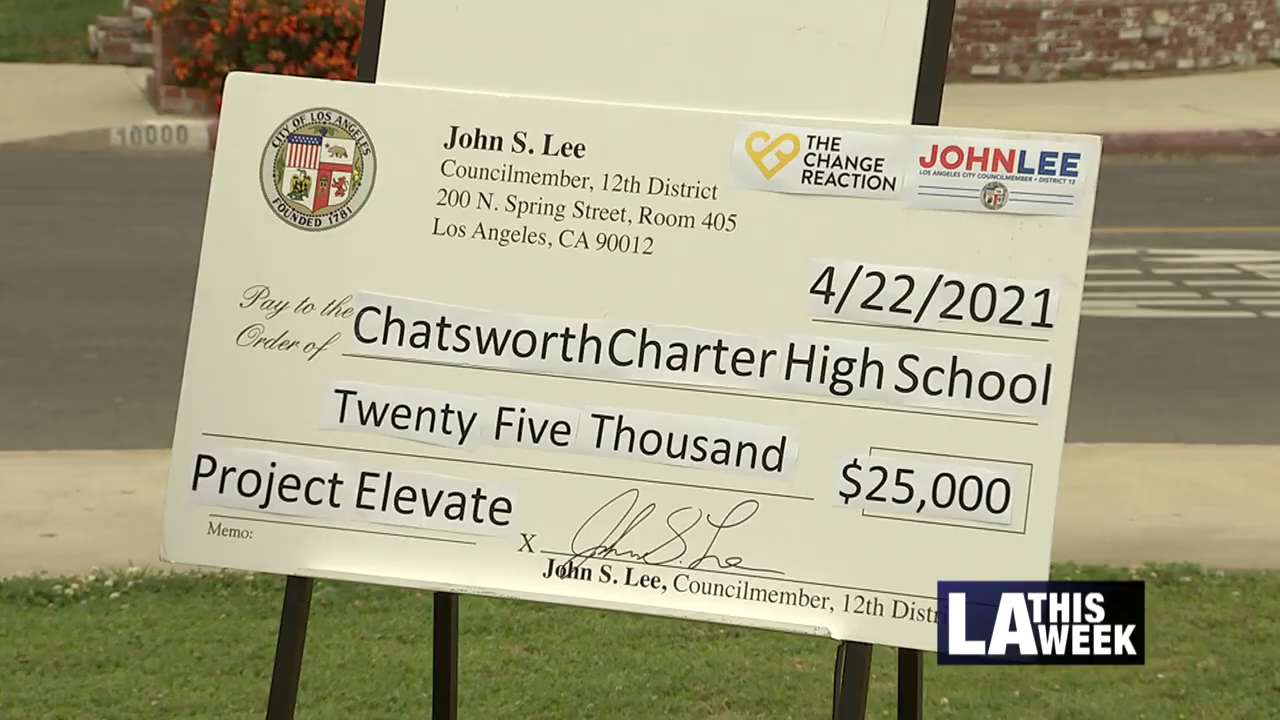 10000
CITY OF LOS ANGELES
FOUNDED 1781
John S. Lee
Councilmember, 12th District
200 N. Spring Street, Room 405
Los Angeles, CA 90012
THE
CHANGE
REACTION
JOHNLEE
LOS ANGELES CITY COUNCILMEMBER • DISTRICT 12
4/22/2021
Pay to the
Order of
ChatsworthCharter High School
Twenty Five Thousand
$25,000
Project Elevate
Memo:
X
John S. Lee
John S. Lee, Councilmember, 12th Distr
LA THIS
WEEK